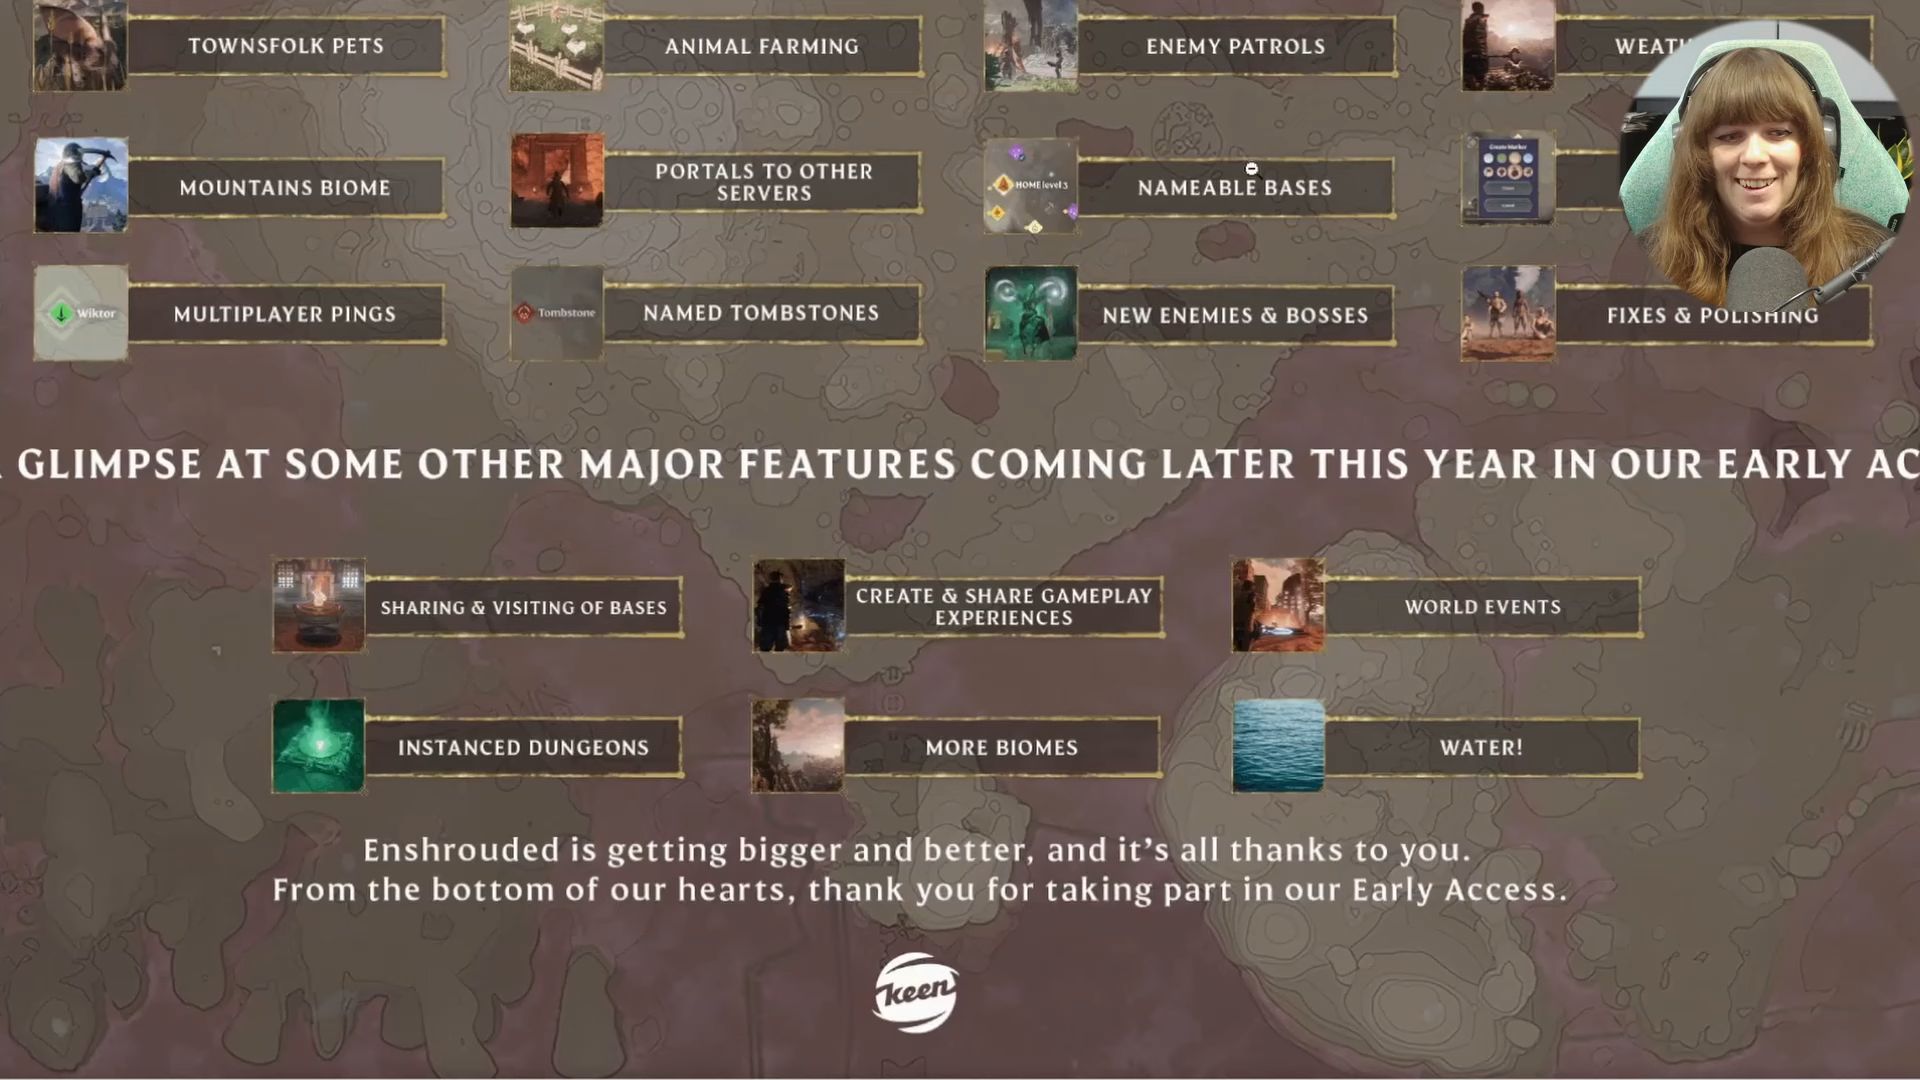 TOWNSFOLK PETS
ANIMAL FARMING
ENEMY PATROLS
MOUNTAINS BIOME
PORTALS TO OTHER
SERVERS
HOME level 3
NAMEABLE BASES
Create Marker
Wiktor
MULTIPLAYER PINGS
Tombstone
NAMED TOMBSTONES
NEW ENEMIES & BOSSES
FIXES & POLISHING
GLIMPSE AT SOME OTHER MAJOR FEATURES COMING LATER THIS YEAR IN OUR EARLY
SHARING & VISITING OF BASES
CREATE & SHARE GAMEPLAY
EXPERIENCES
WORLD EVENTS
INSTANCED DUNGEONS
MORE BIOMES
WATER!
Enshrouded is getting bigger and better, and it's all thanks to you.
From the bottom of our hearts, thank you for taking part in our Early Access.
keen